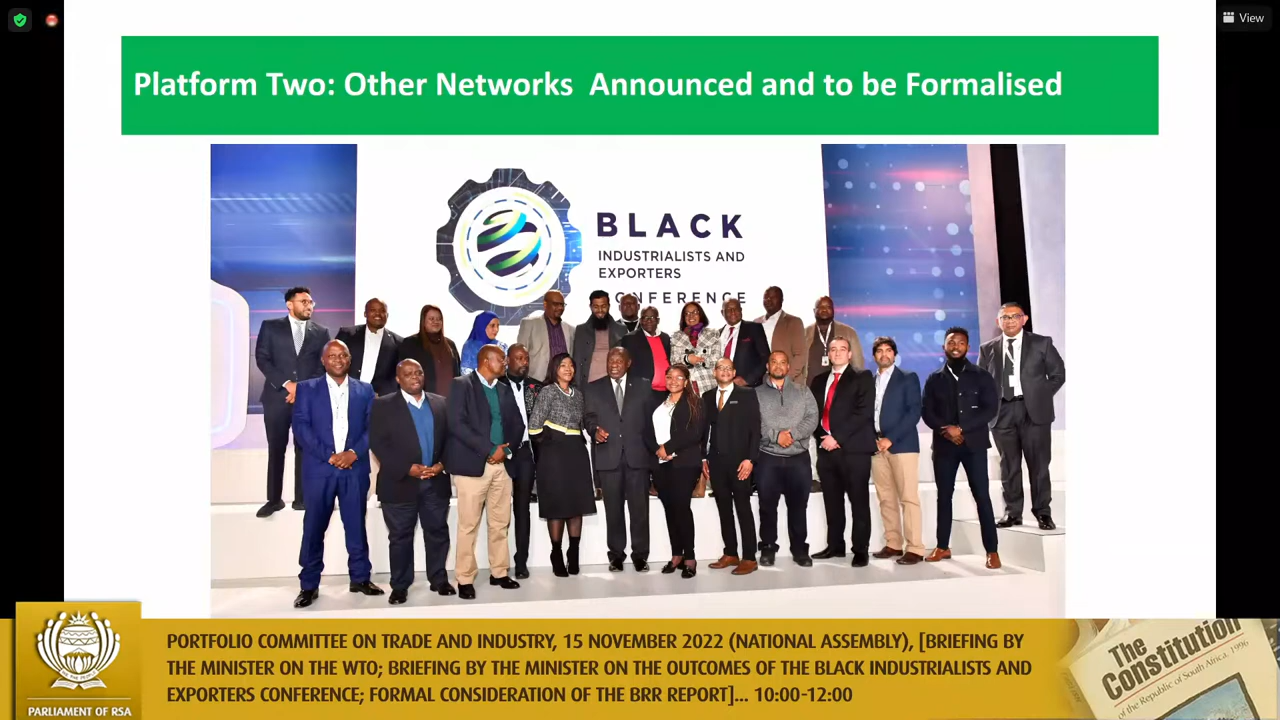 View
Platform Two: Other Networks Announced and to be Formalised
BLACK
INDUSTRIALISTS AND
EXPORTERS
CONFERENCE
PORTFOLIO COMMITTEE ON TRADE AND INDUSTRY, 15 NOVEMBER 2022 (NATIONAL ASSEMBLY), [BRIEFING BY
THE MINISTER ON THE WTO; BRIEFING BY THE MINISTER ON THE OUTCOMES OF THE BLACK INDUSTRIALISTS AND
EXPORTERS CONFERENCE; FORMAL CONSIDERATION OF THE BRR REPORT]... 10:00-12:00
PARLIAMENT OF RSA
The
Constitution
of the Republic of South Africa, 1996